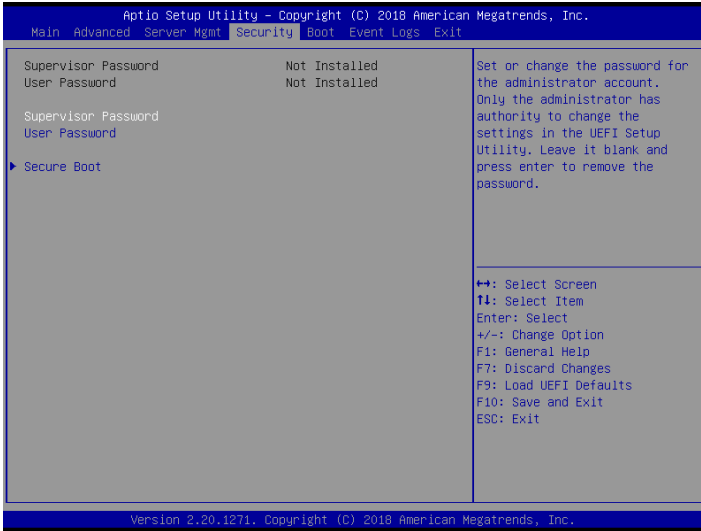 Aptio Setup Utility – Copyright (C) 2018 American Megatrends, Inc.
Main Advanced Server Mgmt Security Boot Event Logs Exit
Supervisor Password Not Installed
User Password Not Installed
Supervisor Password
User Password
Secure Boot
Set or change the password for
the administrator account.
Only the administrator has
authority to change the
settings in the UEFI Setup
Utility. Leave it blank and
press enter to remove the
password.
↔: Select Screen
↑↓: Select Item
Enter: Select
+/-: Change Option
F1: General Help
F7: Discard Changes
F9: Load UEFI Defaults
F10: Save and Exit
ESC: Exit
Version 2.20.1271. Copyright (C) 2018 American Megatrends, Inc.